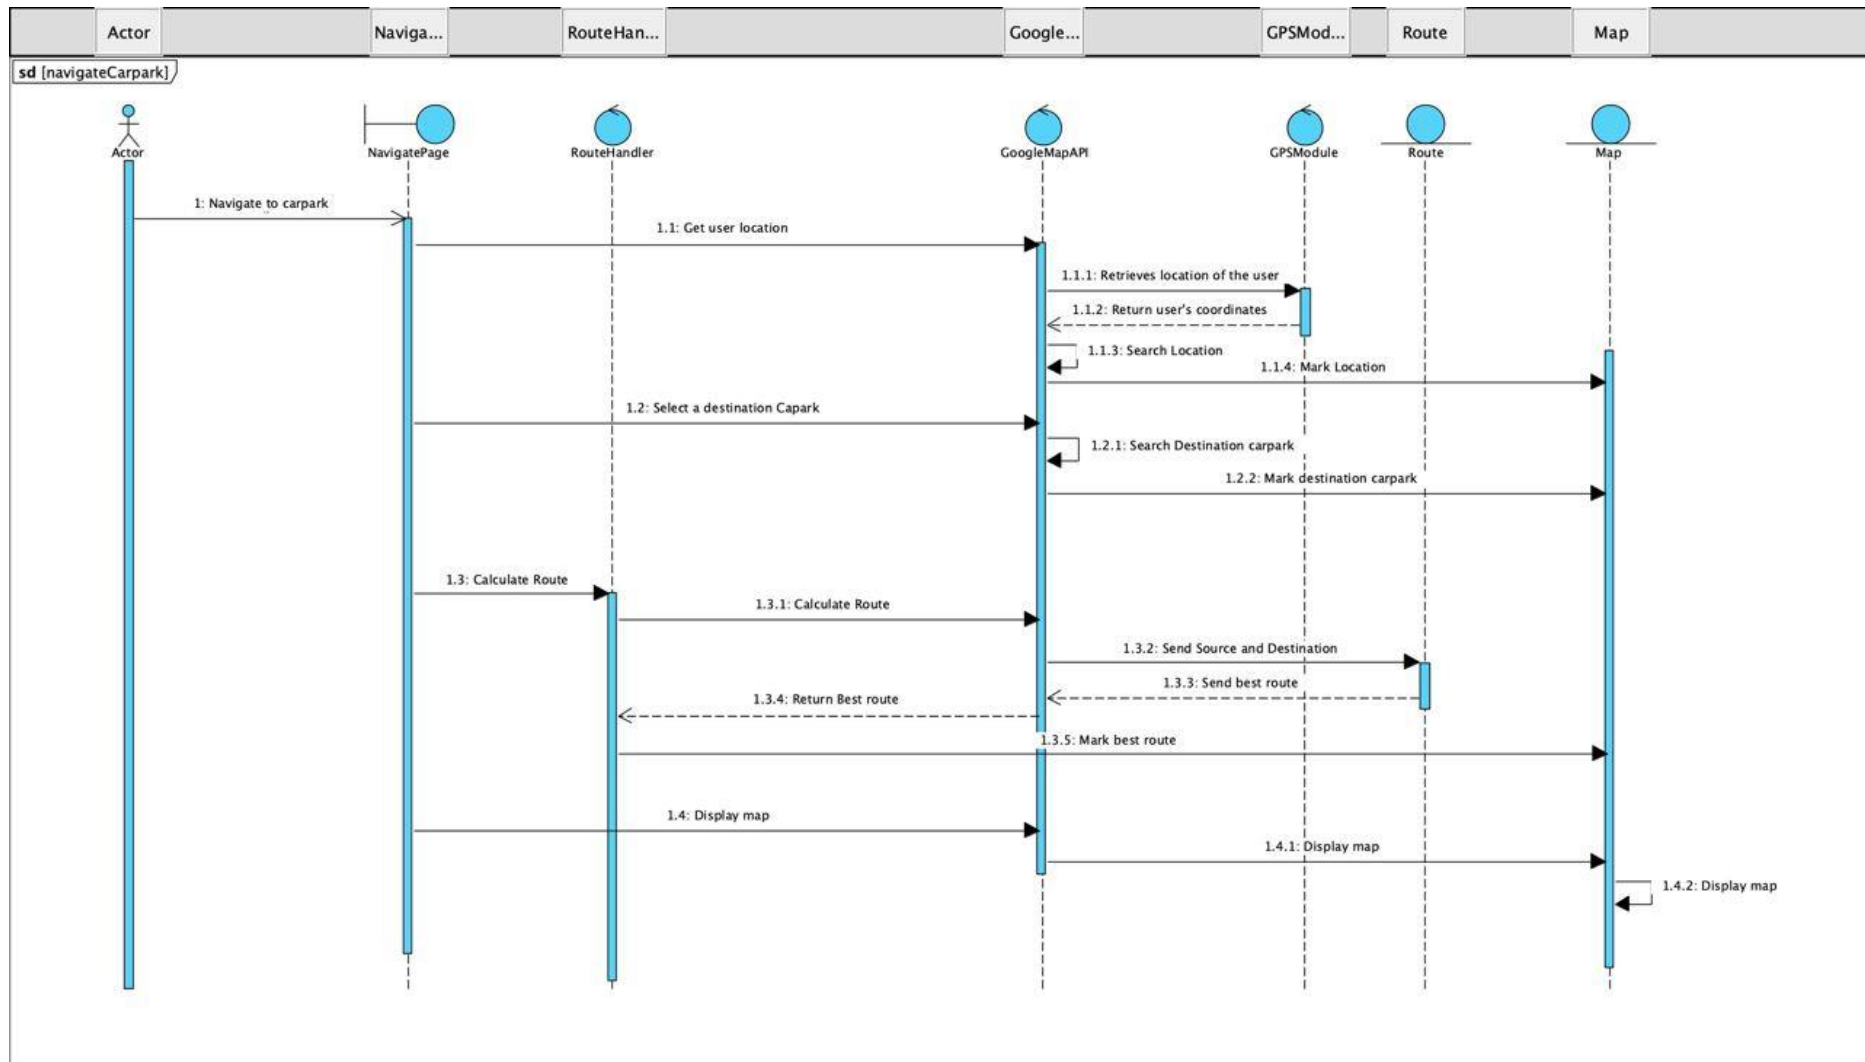 Actor
Naviga...
RouteHan...
Google...
GPSMod...
Route
Map
sd [navigateCarpark]
Actor
NavigatePage
RouteHandler
GoogleMapAPI
GPSModule
Route
Map
1: Navigate to carpark
1.1: Get user location
1.1.1: Retrieves location of the user
1.1.2: Return user's coordinates
1.1.3: Search Location
1.1.4: Mark Location
1.2: Select a destination Capark
1.2.1: Search Destination carpark
1.2.2: Mark destination carpark
1.3: Calculate Route
1.3.1: Calculate Route
1.3.2: Send Source and Destination
1.3.3: Send best route
1.3.4: Return Best route
1.3.5: Mark best route
1.4: Display map
1.4.1: Display map
1.4.2: Display map